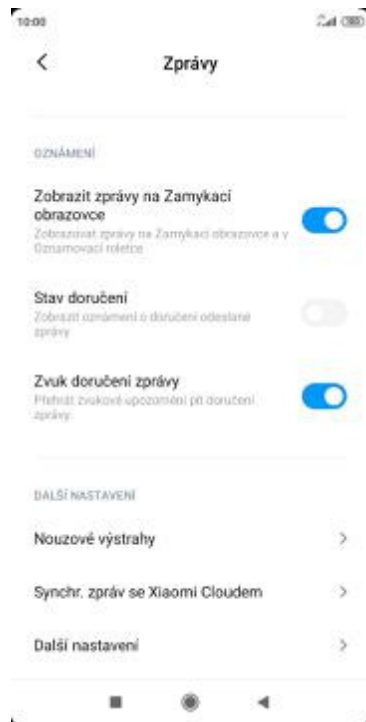 10:00
Zprávy
OZNÁMENÍ
Zobrazit zprávy na Zamykací
obrazovce
Zobrazovat zprávy na Zamykací obrazovce a v
Oznamovací roletce
Stav doručení
Zobrazit oznámení o doručení odeslané
zprávy
Zvuk doručení zprávy
Přehrát zvukové upozornění při doručení
zprávy
DALŠÍ NASTAVENÍ
Nouzové výstrahy
Synchr. zpráv se Xiaomi Cloudem
Další nastavení